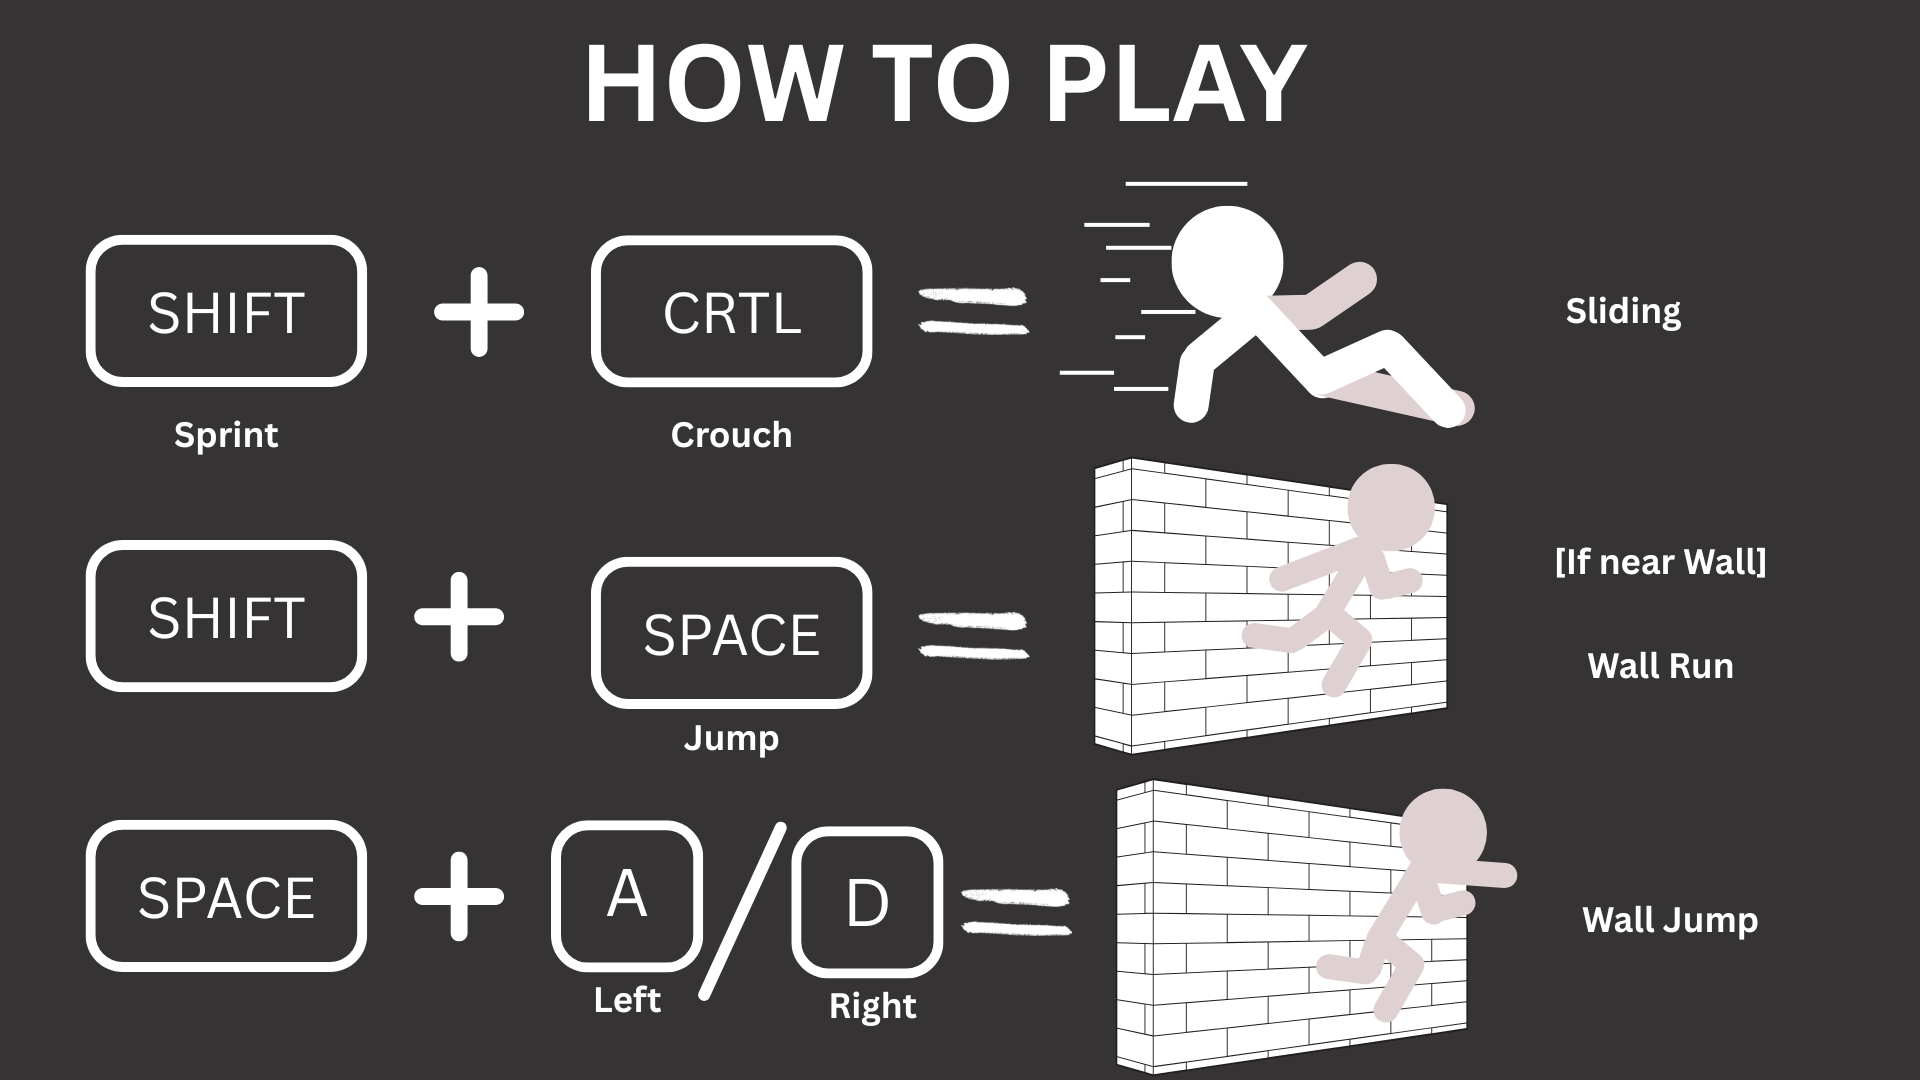 HOW TO PLAY
SHIFT
CRTL
Sliding
Sprint
Crouch
SHIFT
SPACE
[If near Wall]
Wall Run
Jump
SPACE
A / D
Wall Jump
Left
Right